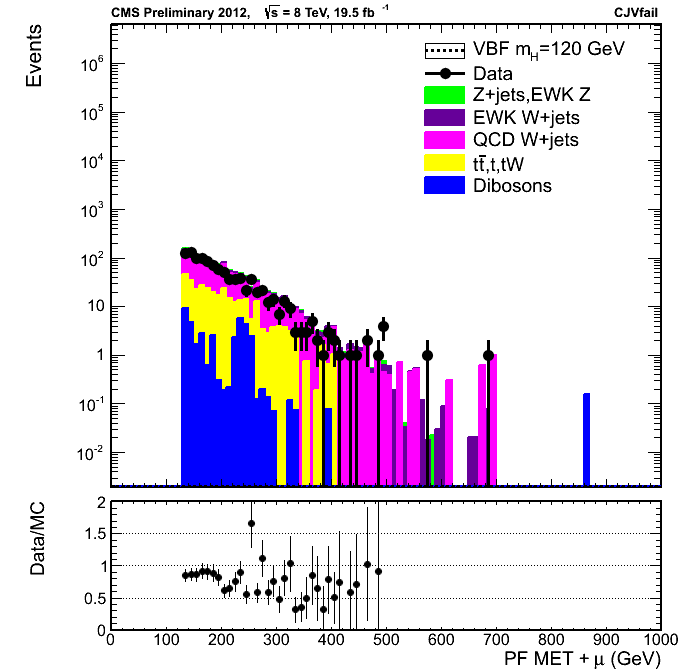 CMS Preliminary 2012, √s = 8 TeV, 19.5 fb⁻¹ CJVfail
Events
VBF m_H=120 GeV
Data
Z+jets,EWK Z
EWK W+jets
QCD W+jets
tt̄,t,tW
Dibosons
10⁶
10⁵
10⁴
10³
10²
10
1
10⁻¹
10⁻²
Data/MC
2
1.5
1
0.5
0
0 100 200 300 400 500 600 700 800 900 1000
PF MET + μ (GeV)